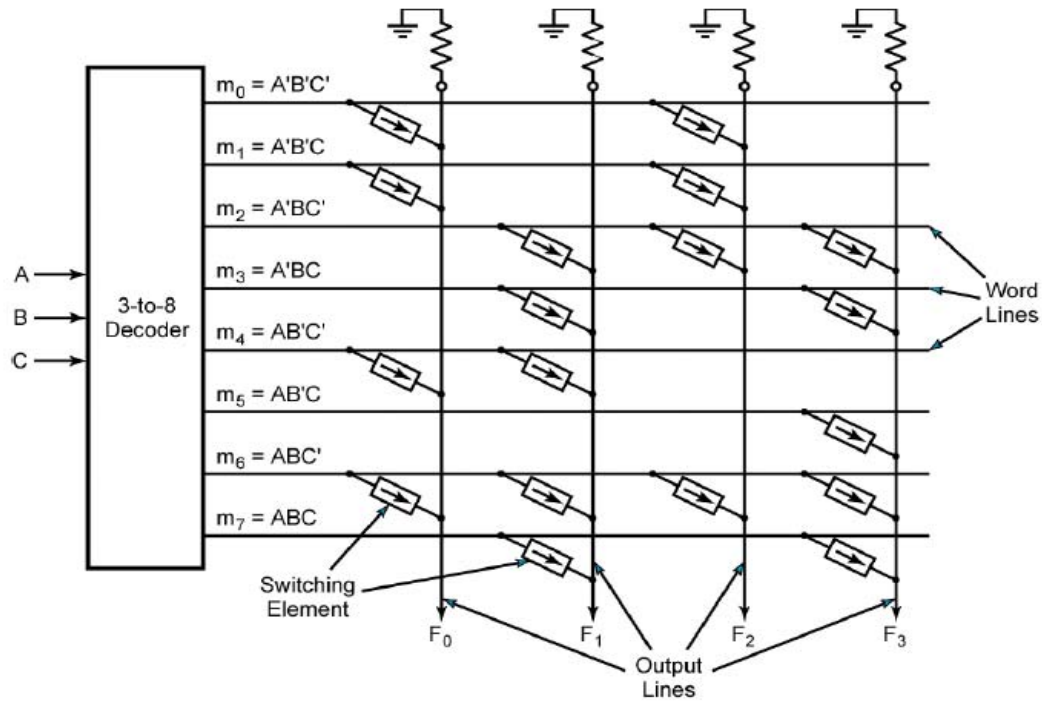 m0 = A'B'C'
m1 = A'B'C
m2 = A'BC'
A
m3 = A'BC
Word
Lines
3-to-8
Decoder
B
m4 = AB'C'
C
m5 = AB'C
m6 = ABC'
m7 = ABC
Switching
Element
F0
F1
F2
F3
Output
Lines